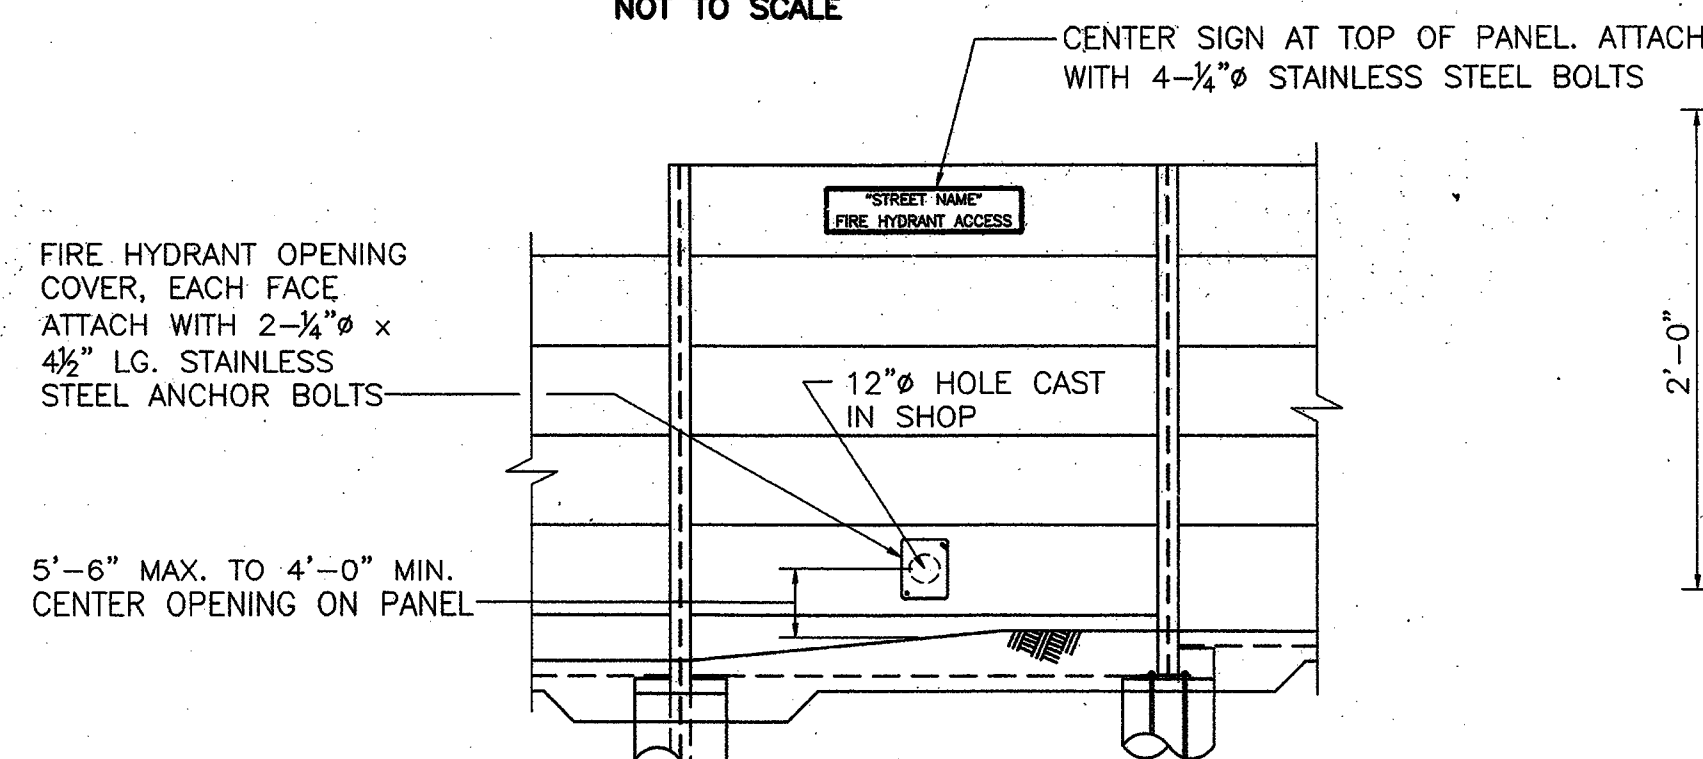 NOT TO SCALE
CENTER SIGN AT TOP OF PANEL. ATTACH
WITH 4-¼"ø STAINLESS STEEL BOLTS
"STREET NAME"
FIRE HYDRANT ACCESS
FIRE HYDRANT OPENING
COVER, EACH FACE
ATTACH WITH 2-¼"ø x
4½" LG. STAINLESS
STEEL ANCHOR BOLTS
12"ø HOLE CAST
IN SHOP
2'-0"
5'-6" MAX. TO 4'-0" MIN.
CENTER OPENING ON PANEL